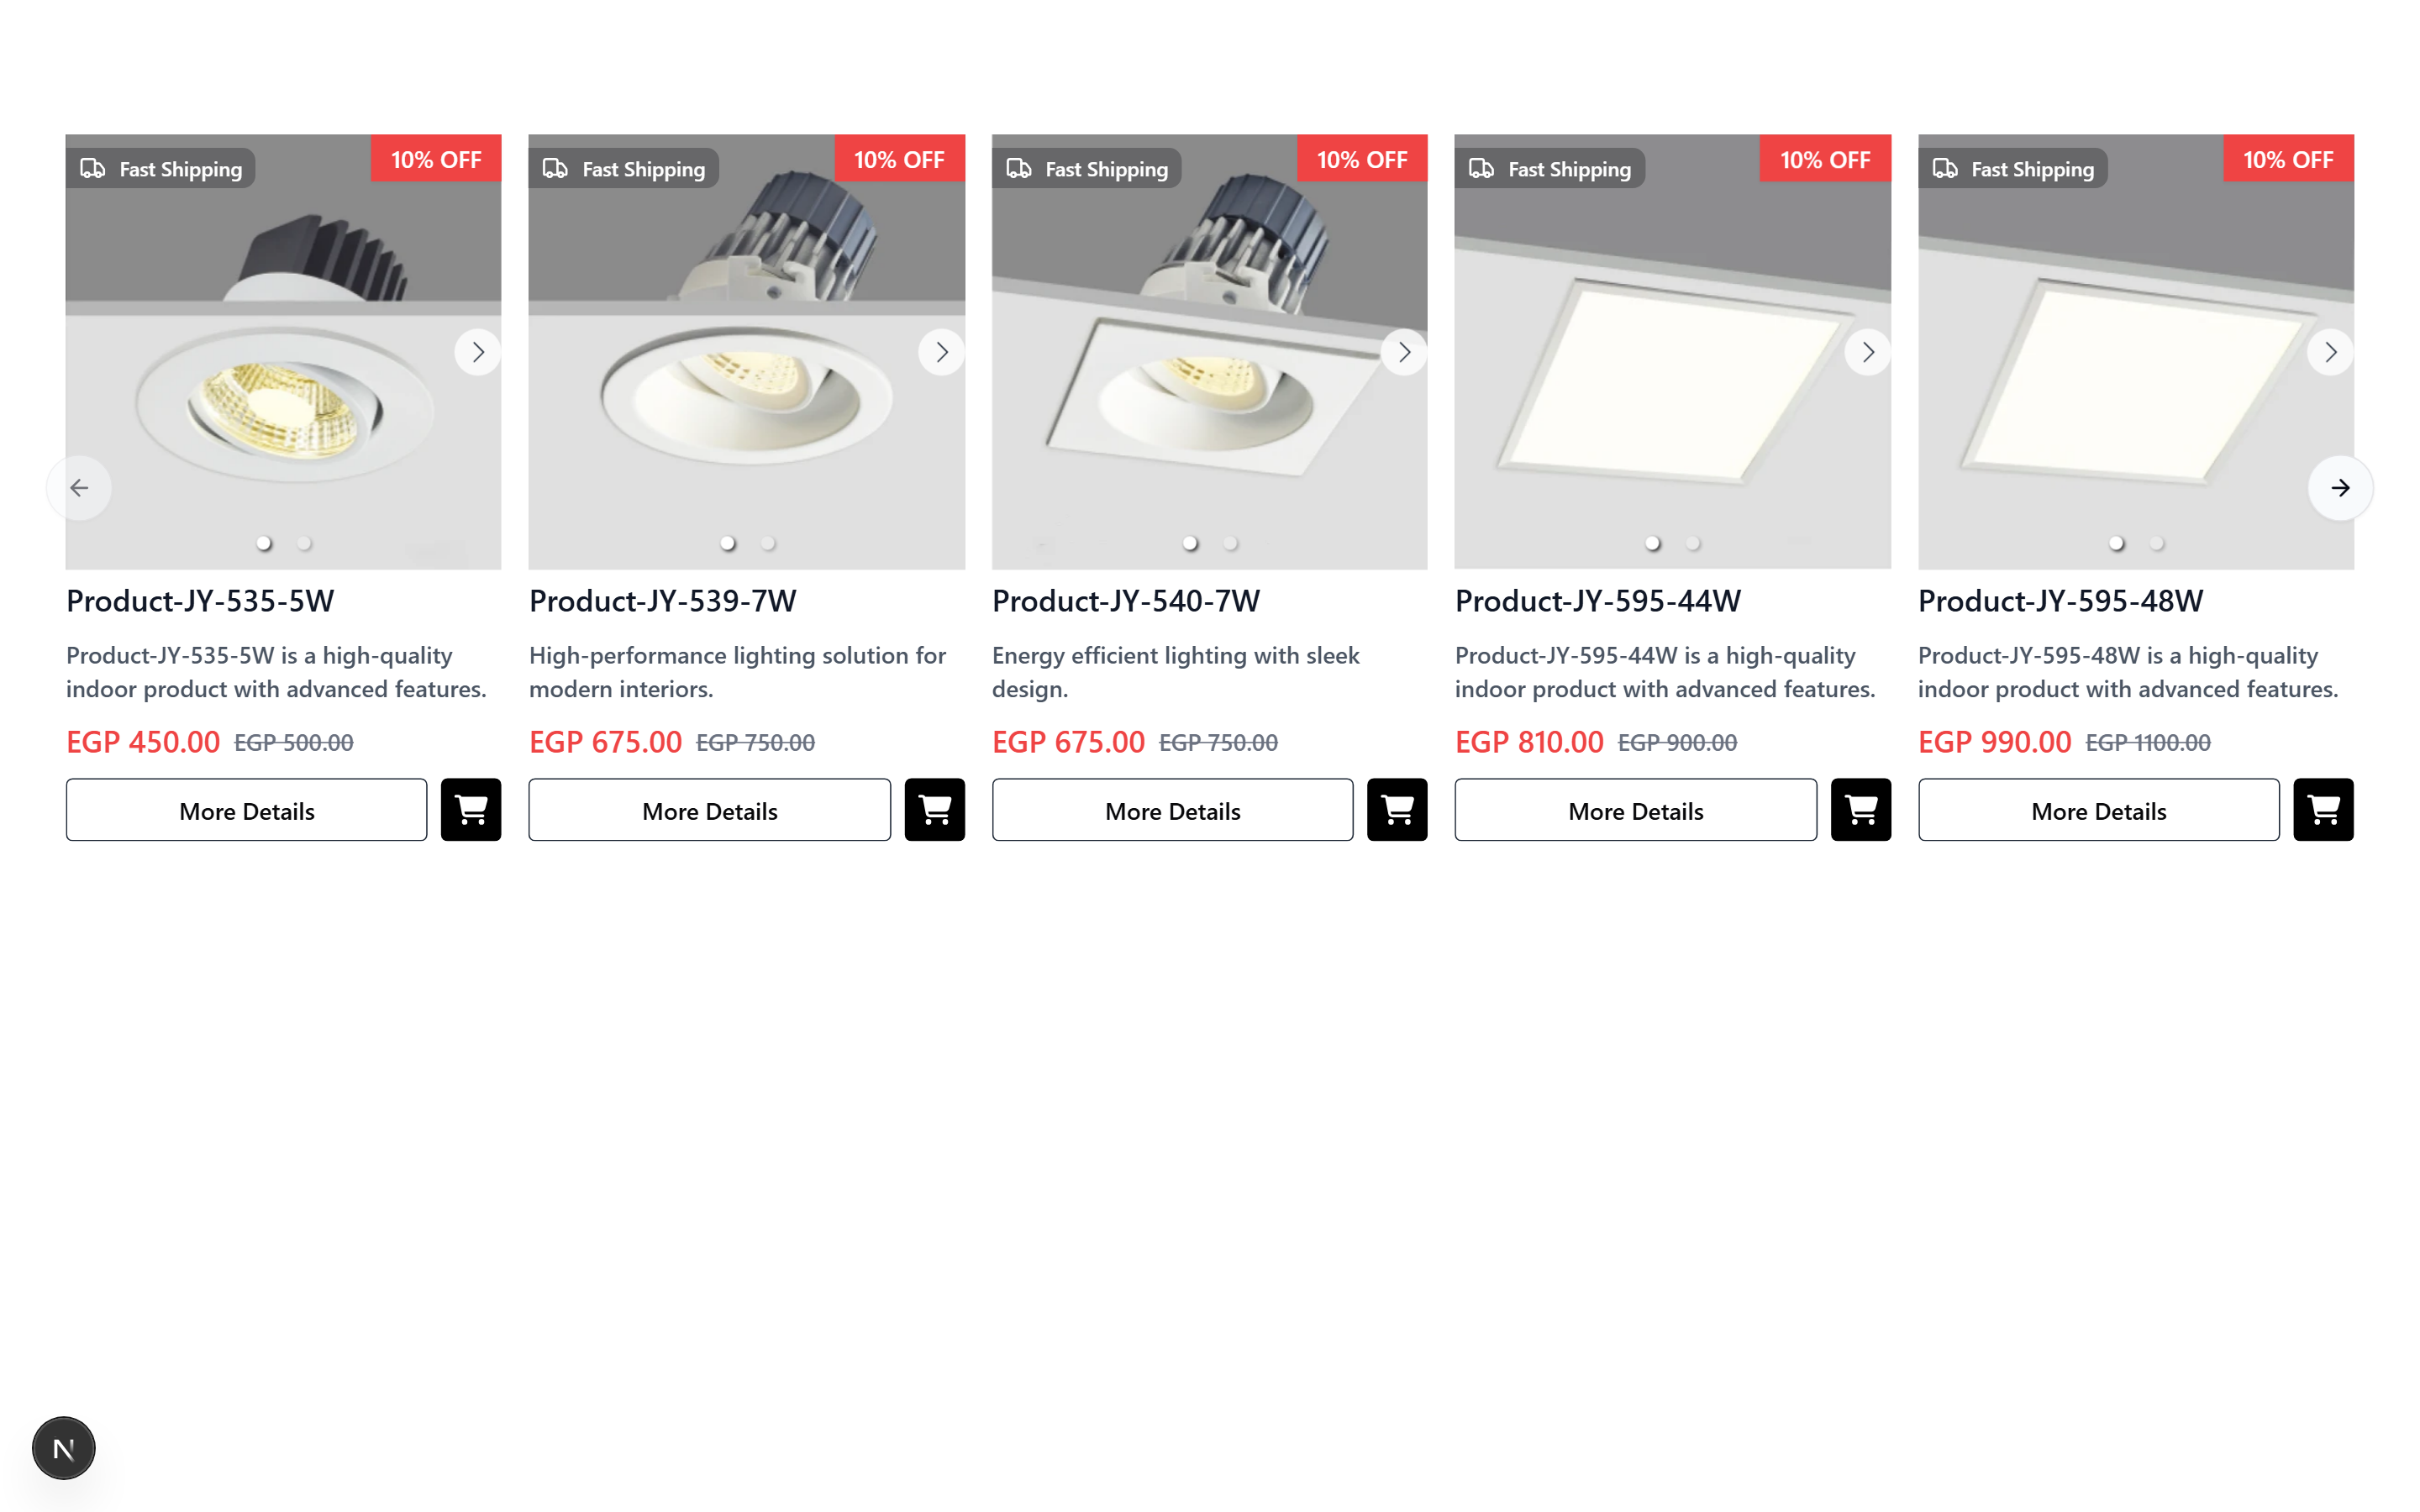 Fast Shipping
10% OFF
Fast Shipping
10% OFF
Fast Shipping
10% OFF
Fast Shipping
10% OFF
Fast Shipping
10% OFF
Product-JY-535-5W
Product-JY-535-5W is a high-quality
indoor product with advanced features.
EGP 450.00 EGP 500.00
More Details
Product-JY-539-7W
High-performance lighting solution for
modern interiors.
EGP 675.00 EGP 750.00
More Details
Product-JY-540-7W
Energy efficient lighting with sleek
design.
EGP 675.00 EGP 750.00
More Details
Product-JY-595-44W
Product-JY-595-44W is a high-quality
indoor product with advanced features.
EGP 810.00 EGP 900.00
More Details
Product-JY-595-48W
Product-JY-595-48W is a high-quality
indoor product with advanced features.
EGP 990.00 EGP 1100.00
More Details
N